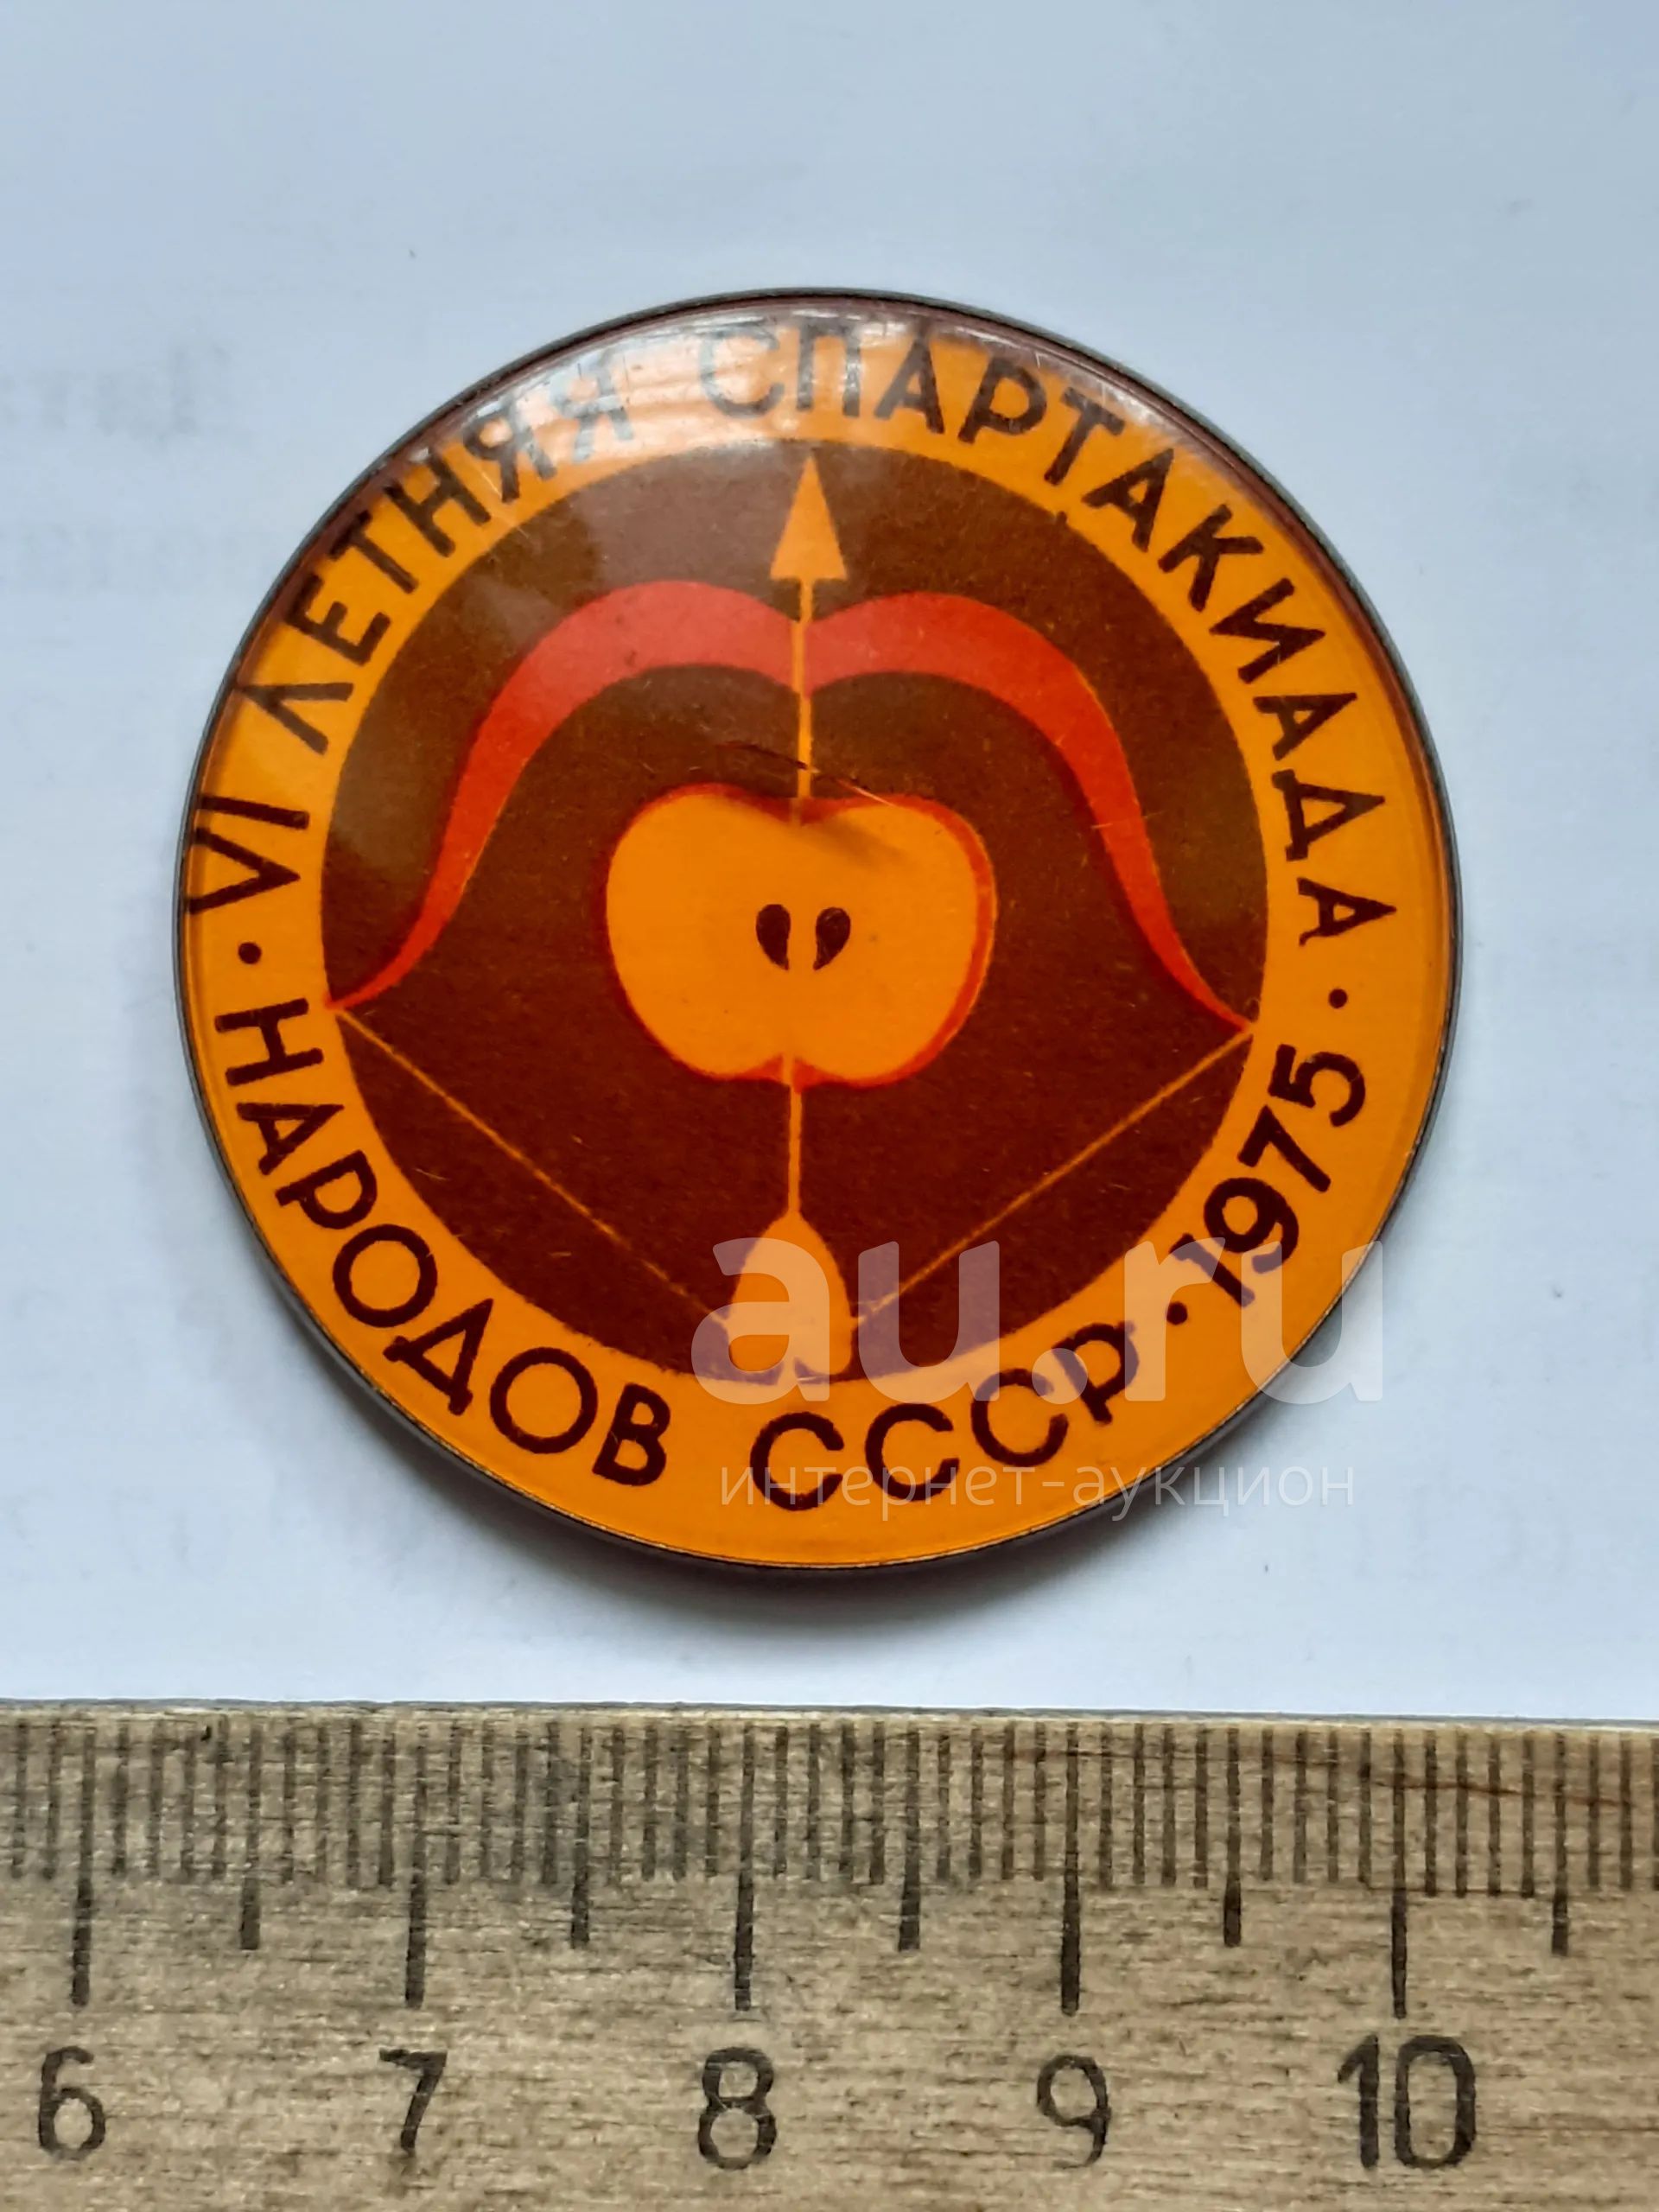 VI ЛЕТНЯЯ СПАРТАКИАДА
• НАРОДОВ СССР • 1975 •
au.ru
интернет-аукцион
6 7 8 9 10